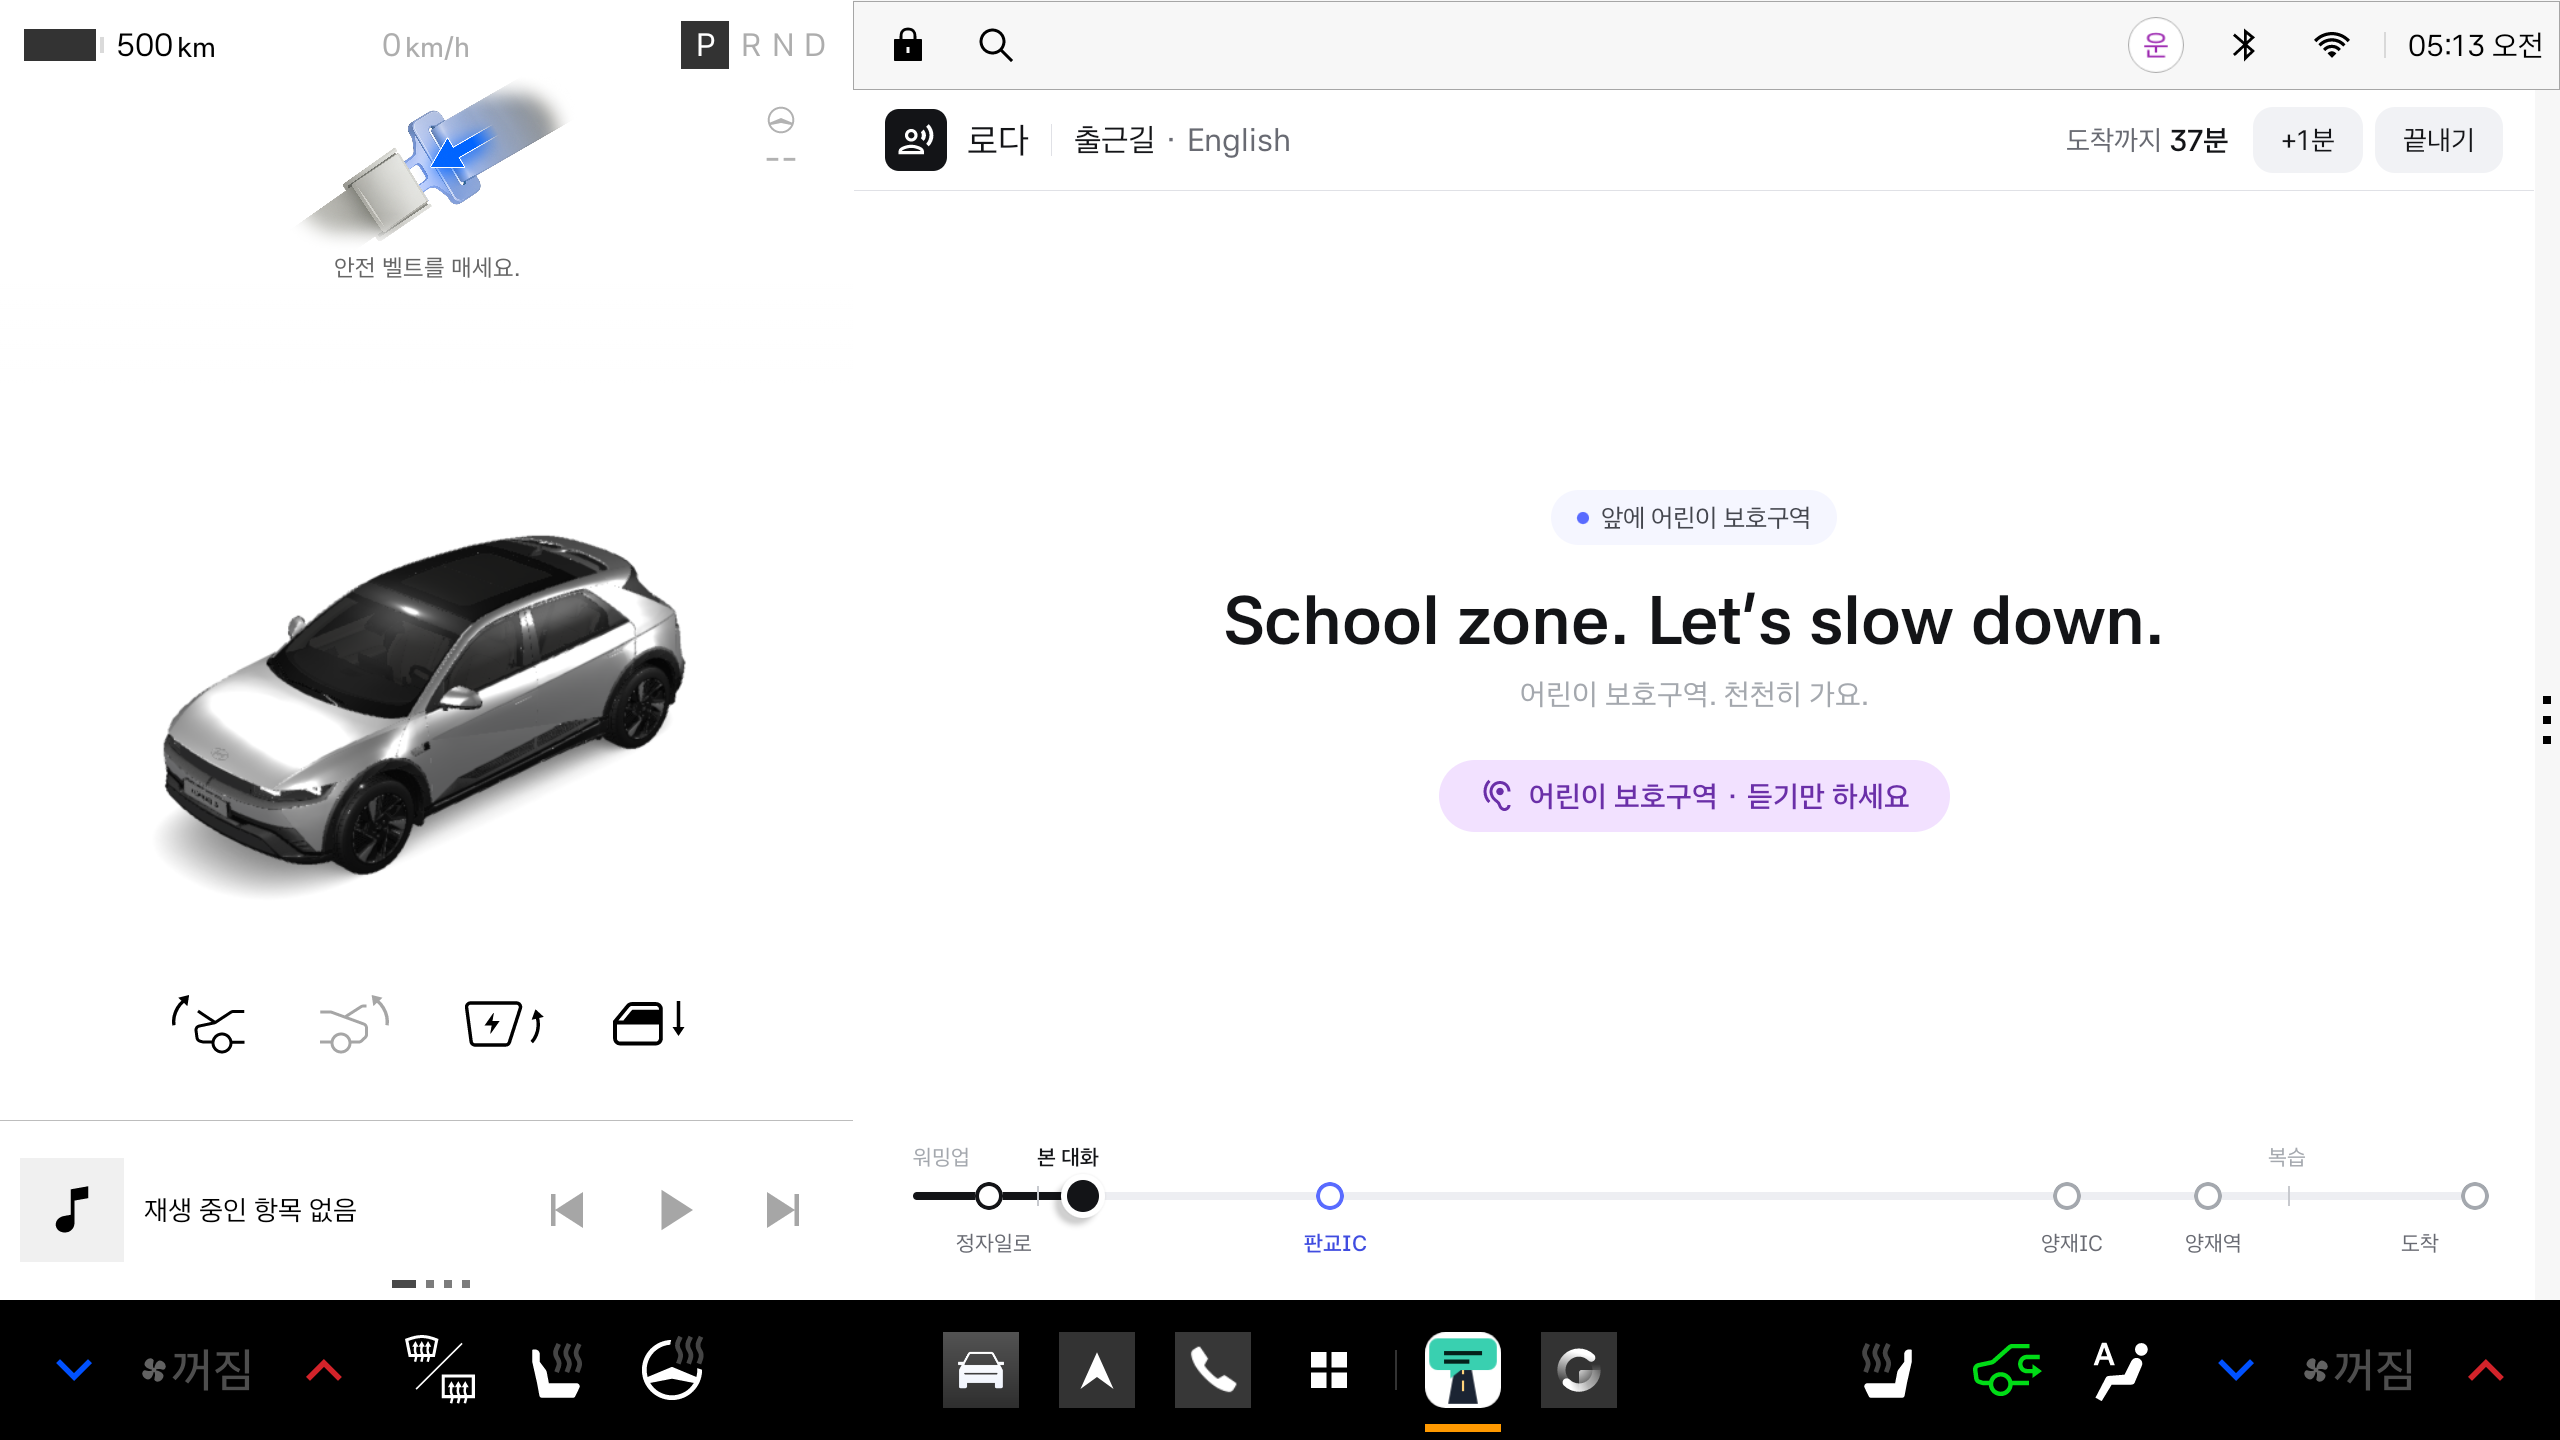 500 km
0 km/h
P R N D
안전 벨트를 매세요.
재생 중인 항목 없음
운
05:13 오전
로다
출근길 · English
도착까지 37분
+1분
끝내기
앞에 어린이 보호구역
School zone. Let’s slow down.
어린이 보호구역. 천천히 가요.
어린이 보호구역 · 듣기만 하세요
워밍업
본 대화
복습
정자일로
판교IC
양재IC
양재역
도착
꺼짐
A
꺼짐